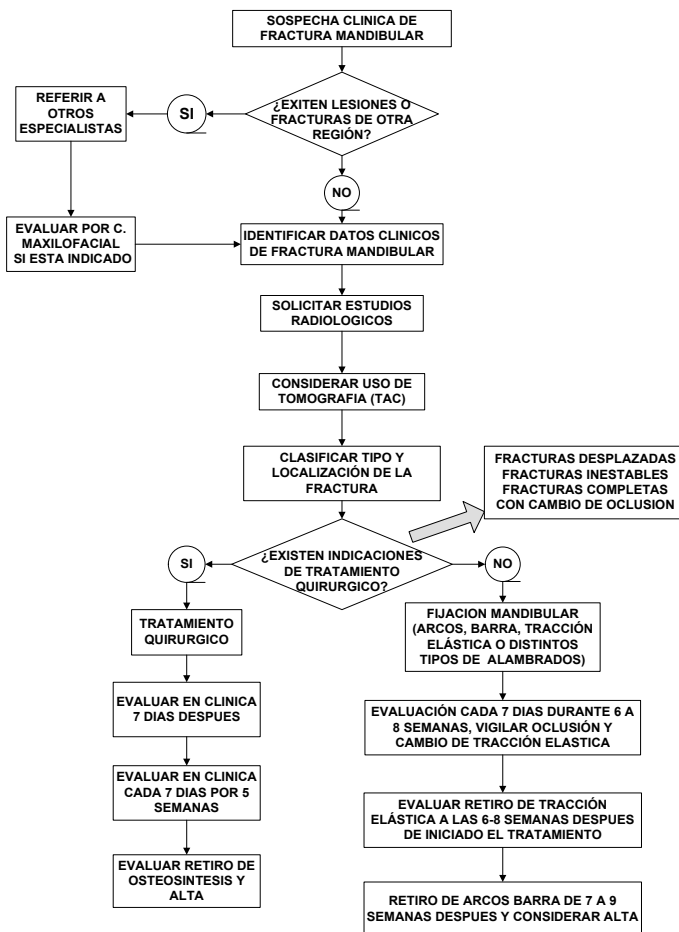 SOSPECHA CLINICA DE
FRACTURA MANDIBULAR
¿EXITEN LESIONES O
FRACTURAS DE OTRA
REGIÓN?
SI
REFERIR A
OTROS
ESPECIALISTAS
NO
EVALUAR POR C.
MAXILOFACIAL
SI ESTA INDICADO
IDENTIFICAR DATOS CLINICOS
DE FRACTURA MANDIBULAR
SOLICITAR ESTUDIOS
RADIOLOGICOS
CONSIDERAR USO DE
TOMOGRAFIA (TAC)
CLASIFICAR TIPO Y
LOCALIZACIÓN DE LA
FRACTURA
FRACTURAS DESPLAZADAS
FRACTURAS INESTABLES
FRACTURAS COMPLETAS
CON CAMBIO DE OCLUSION
¿EXISTEN INDICACIONES
DE TRATAMIENTO
QUIRURGICO?
SI
NO
TRATAMIENTO
QUIRURGICO
EVALUAR EN CLINICA
7 DIAS DESPUES
EVALUAR EN CLINICA
CADA 7 DIAS POR 5
SEMANAS
EVALUAR RETIRO DE
OSTEOSINTESIS Y
ALTA
FIJACION MANDIBULAR
(ARCOS, BARRA, TRACCIÓN
ELÁSTICA O DISTINTOS
TIPOS DE ALAMBRADOS)
EVALUACIÓN CADA 7 DIAS DURANTE 6 A
8 SEMANAS, VIGILAR OCLUSIÓN Y
CAMBIO DE TRACCIÓN ELASTICA
EVALUAR RETIRO DE TRACCIÓN
ELÁSTICA A LAS 6-8 SEMANAS DESPUES
DE INICIADO EL TRATAMIENTO
RETIRO DE ARCOS BARRA DE 7 A 9
SEMANAS DESPUES Y CONSIDERAR ALTA